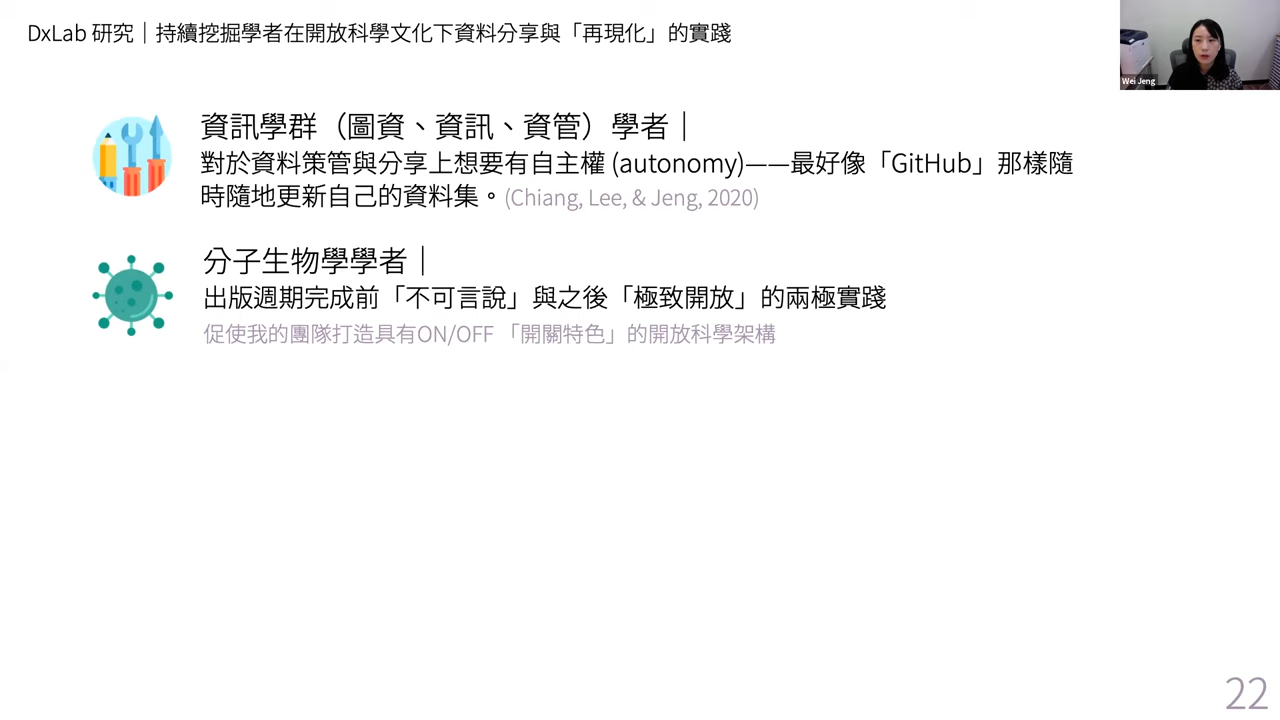 DxLab 研究｜持續挖掘學者在開放科學文化下資料分享與「再現化」的實踐
Wei Jeng
資訊學群（圖資、資訊、資管）學者｜
對於資料策管與分享上想要有自主權 (autonomy)——最好像「GitHub」那樣隨
時隨地更新自己的資料集。(Chiang, Lee, & Jeng, 2020)
分子生物學學者｜
出版週期完成前「不可言說」與之後「極致開放」的兩極實踐
促使我的團隊打造具有ON/OFF 「開關特色」的開放科學架構
22